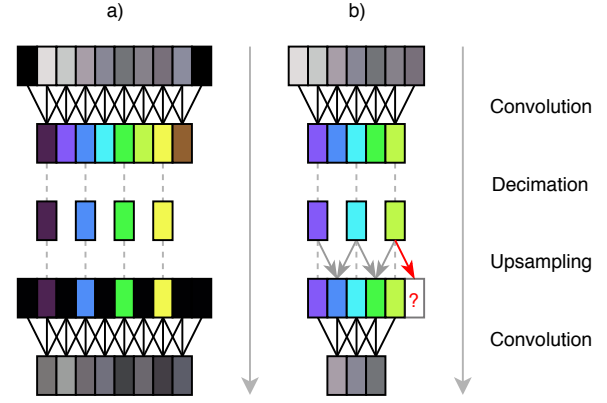 a)
b)
Convolution
Decimation
Upsampling
?
Convolution